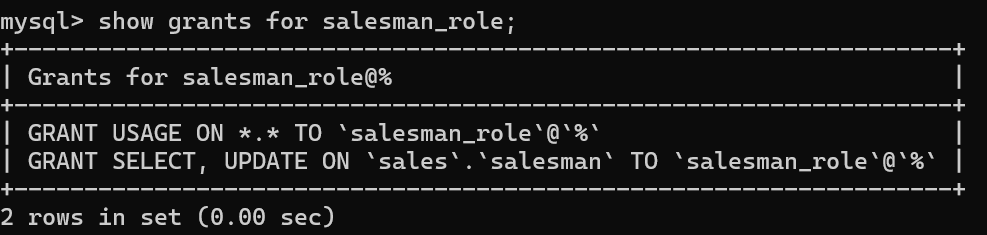 mysql> show grants for salesman_role;
+-------------------------------------------------------------------+
| Grants for salesman_role@%                                        |
+-------------------------------------------------------------------+
| GRANT USAGE ON *.* TO `salesman_role`@`%`                         |
| GRANT SELECT, UPDATE ON `sales`.`salesman` TO `salesman_role`@`%` |
+-------------------------------------------------------------------+
2 rows in set (0.00 sec)